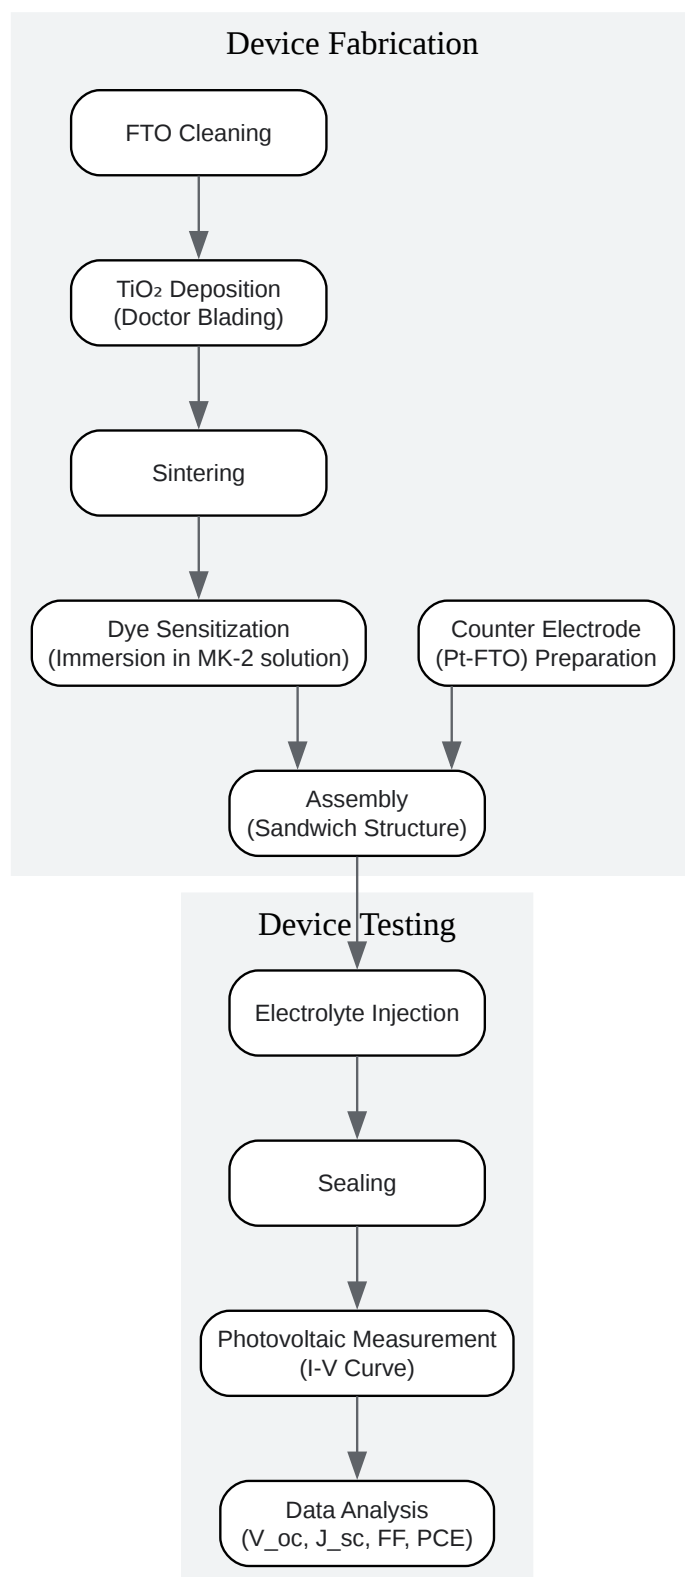 Device Fabrication
FTO Cleaning
TiO₂ Deposition
(Doctor Blading)
Sintering
Dye Sensitization
(Immersion in MK-2 solution)
Counter Electrode
(Pt-FTO) Preparation
Assembly
(Sandwich Structure)
Device Testing
Electrolyte Injection
Sealing
Photovoltaic Measurement
(I-V Curve)
Data Analysis
(V_oc, J_sc, FF, PCE)